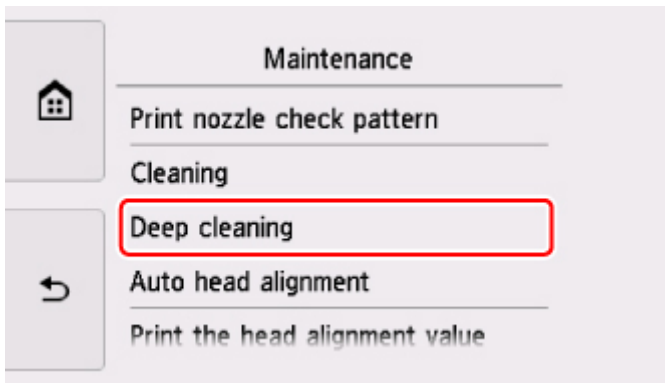 Maintenance
Print nozzle check pattern
Cleaning
Deep cleaning
Auto head alignment
Print the head alignment value